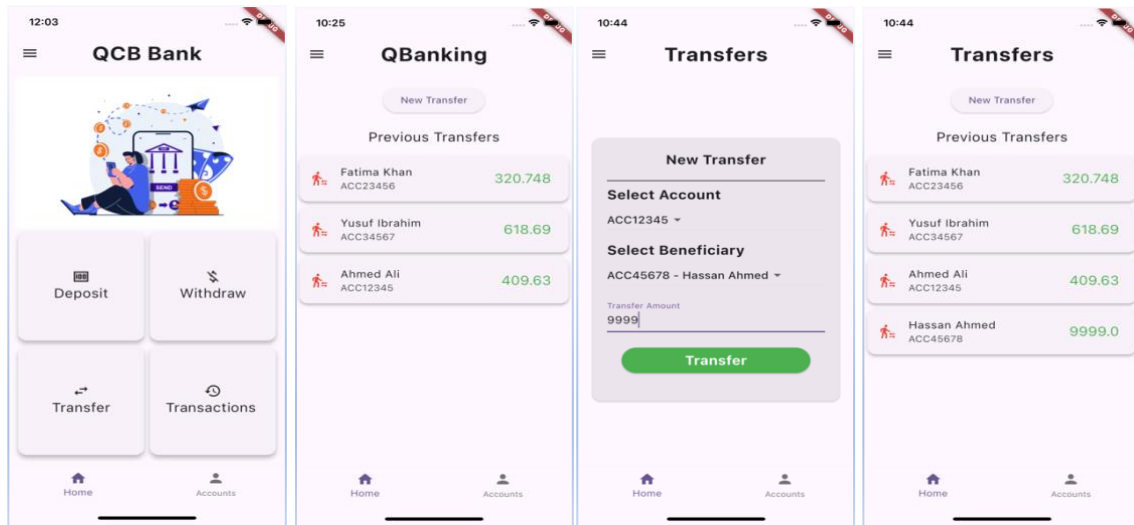 12:03
QCB Bank
SEND
Deposit
Withdraw
Transfer
Transactions
Home
Accounts
10:25
QBanking
New Transfer
Previous Transfers
Fatima Khan
ACC23456
320.748
Yusuf Ibrahim
ACC34567
618.69
Ahmed Ali
ACC12345
409.63
Home
Accounts
10:44
Transfers
New Transfer
Select Account
ACC12345
Select Beneficiary
ACC45678 - Hassan Ahmed
Transfer Amount
9999
Transfer
Home
Accounts
10:44
Transfers
New Transfer
Previous Transfers
Fatima Khan
ACC23456
320.748
Yusuf Ibrahim
ACC34567
618.69
Ahmed Ali
ACC12345
409.63
Hassan Ahmed
ACC45678
9999.0
Home
Accounts